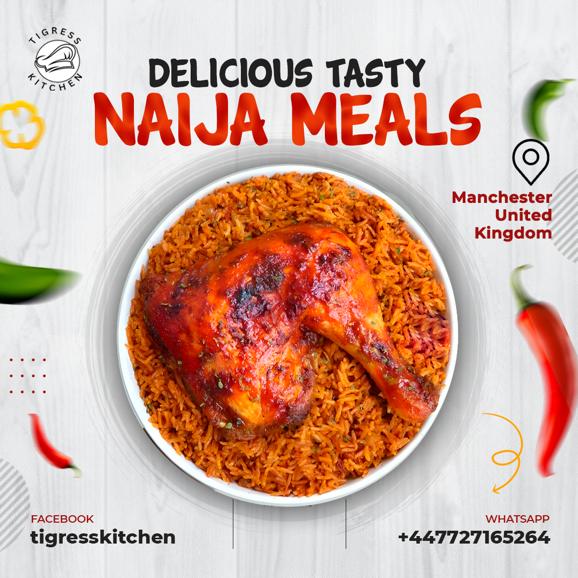 TIGRESS
KITCHEN
DELICIOUS TASTY
NAIJA MEALS
Manchester
United
Kingdom
FACEBOOK
tigresskitchen
WHATSAPP
+447727165264